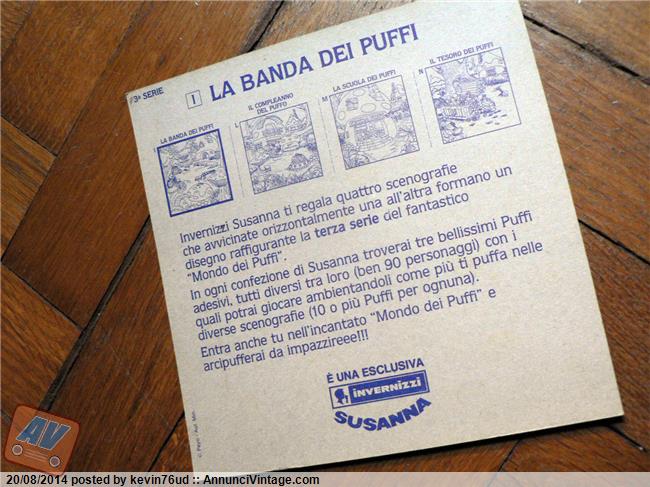 3ª SERIE
I LA BANDA DEI PUFFI
LA BANDA DEI PUFFI
L IL COMPLEANNO
DEL PUFFO
M LA SCUOLA DEI PUFFI
N IL TESORO DEI PUFFI
Invernizzi Susanna ti regala quattro scenografie
che avvicinate orizzontalmente una all'altra formano un
disegno raffigurante la terza serie del fantastico
"Mondo dei Puffi".
In ogni confezione di Susanna troverai tre bellissimi Puffi
adesivi, tutti diversi tra loro (ben 90 personaggi) con i
quali potrai giocare ambientandoli come più ti puffa nelle
diverse scenografie (10 o più Puffi per ognuna).
Entra anche tu nell'incantato "Mondo dei Puffi" e
arcipufferai da impazzireee!!!
È UNA ESCLUSIVA
INVERNIZZI
SUSANNA
© Peyo - Aut. Min.
AV
20/08/2014 posted by kevin76ud :: AnnunciVintage.com